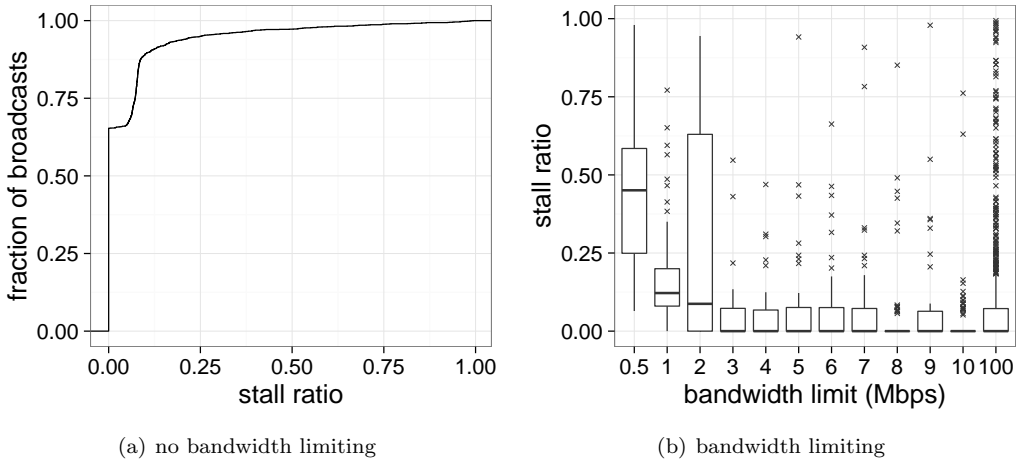 1.00
0.75
0.50
0.25
0.00
fraction of broadcasts
0.00 0.25 0.50 0.75 1.00
stall ratio
(a) no bandwidth limiting
1.00
0.75
0.50
0.25
0.00
stall ratio
0.5 1 2 3 4 5 6 7 8 9 10 100
bandwidth limit (Mbps)
(b) bandwidth limiting